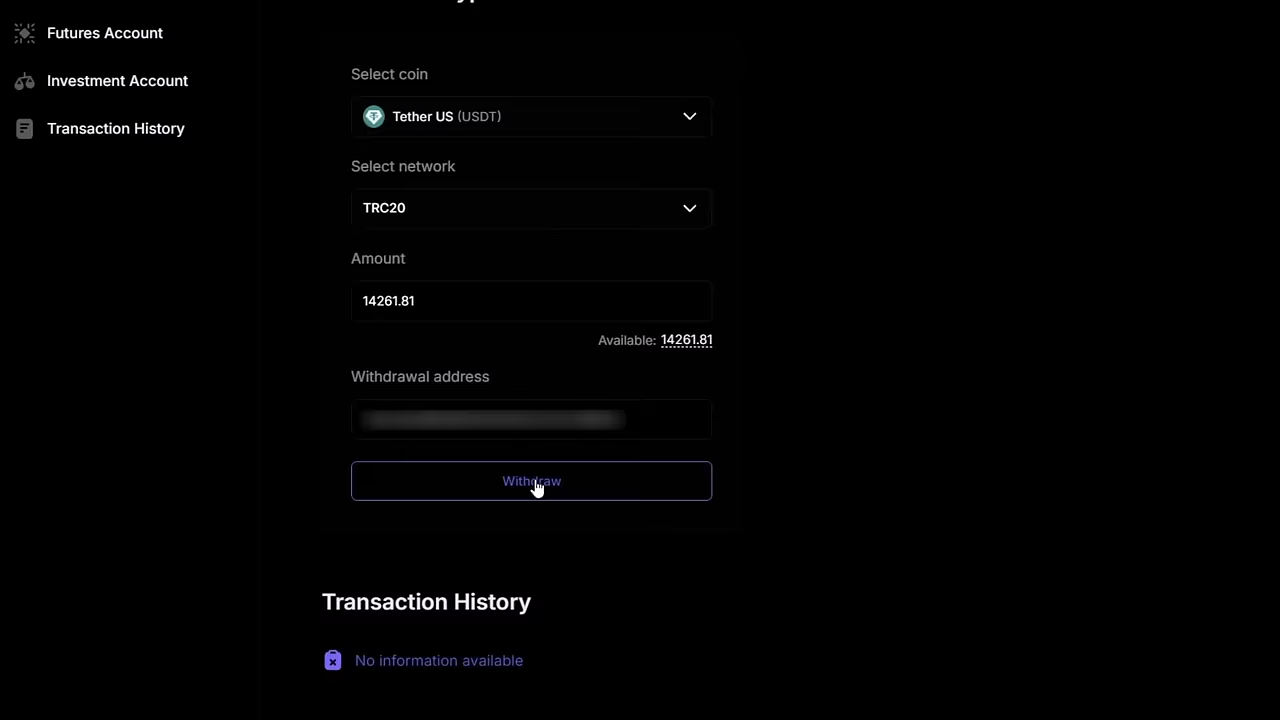 Futures Account
Investment Account
Transaction History
Select coin
Tether US (USDT)
Select network
TRC20
Amount
14261.81
Available: 14261.81
Withdrawal address
Withdraw
Transaction History
No information available